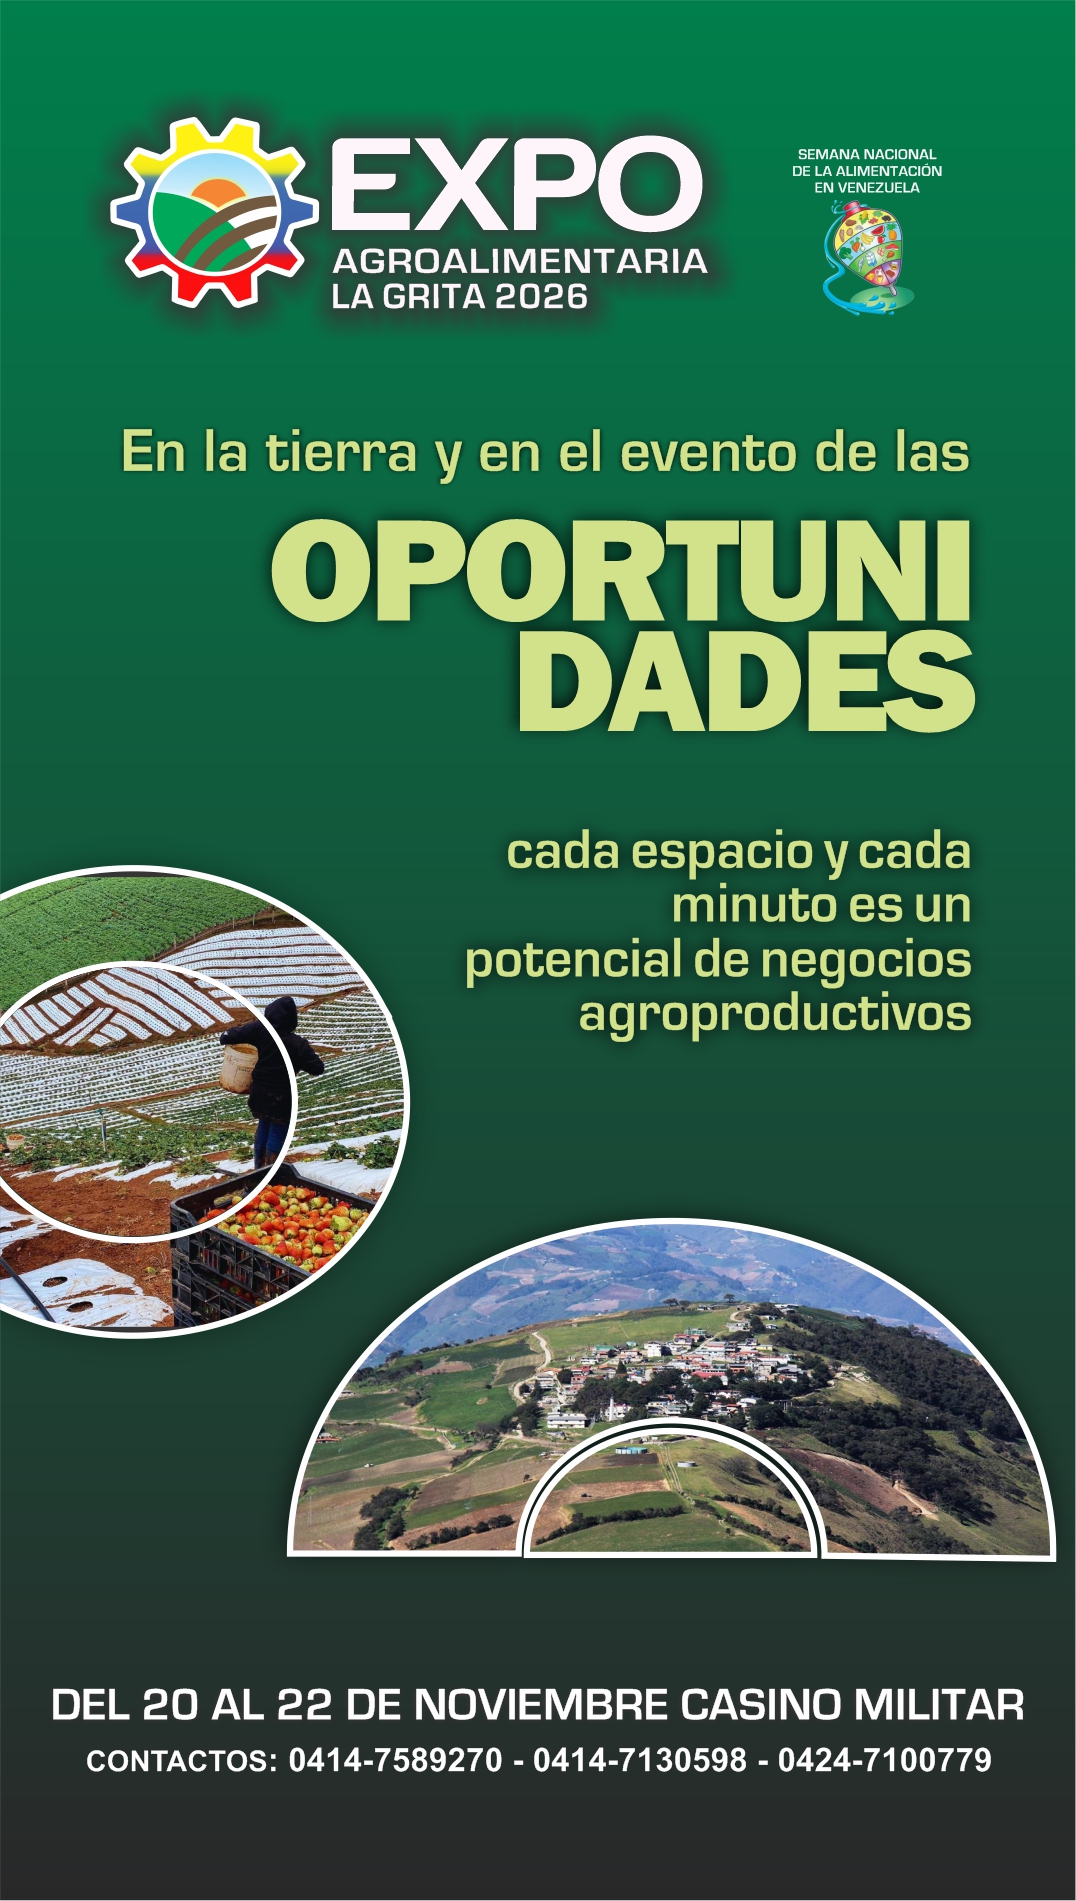 EXPO
AGROALIMENTARIA
LA GRITA 2026
SEMANA NACIONAL
DE LA ALIMENTACIÓN
EN VENEZUELA
En la tierra y en el evento de las
OPORTUNI
DADES
cada espacio y cada
minuto es un
potencial de negocios
agroproductivos
DEL 20 AL 22 DE NOVIEMBRE CASINO MILITAR
CONTACTOS: 0414-7589270 - 0414-7130598 - 0424-7100779